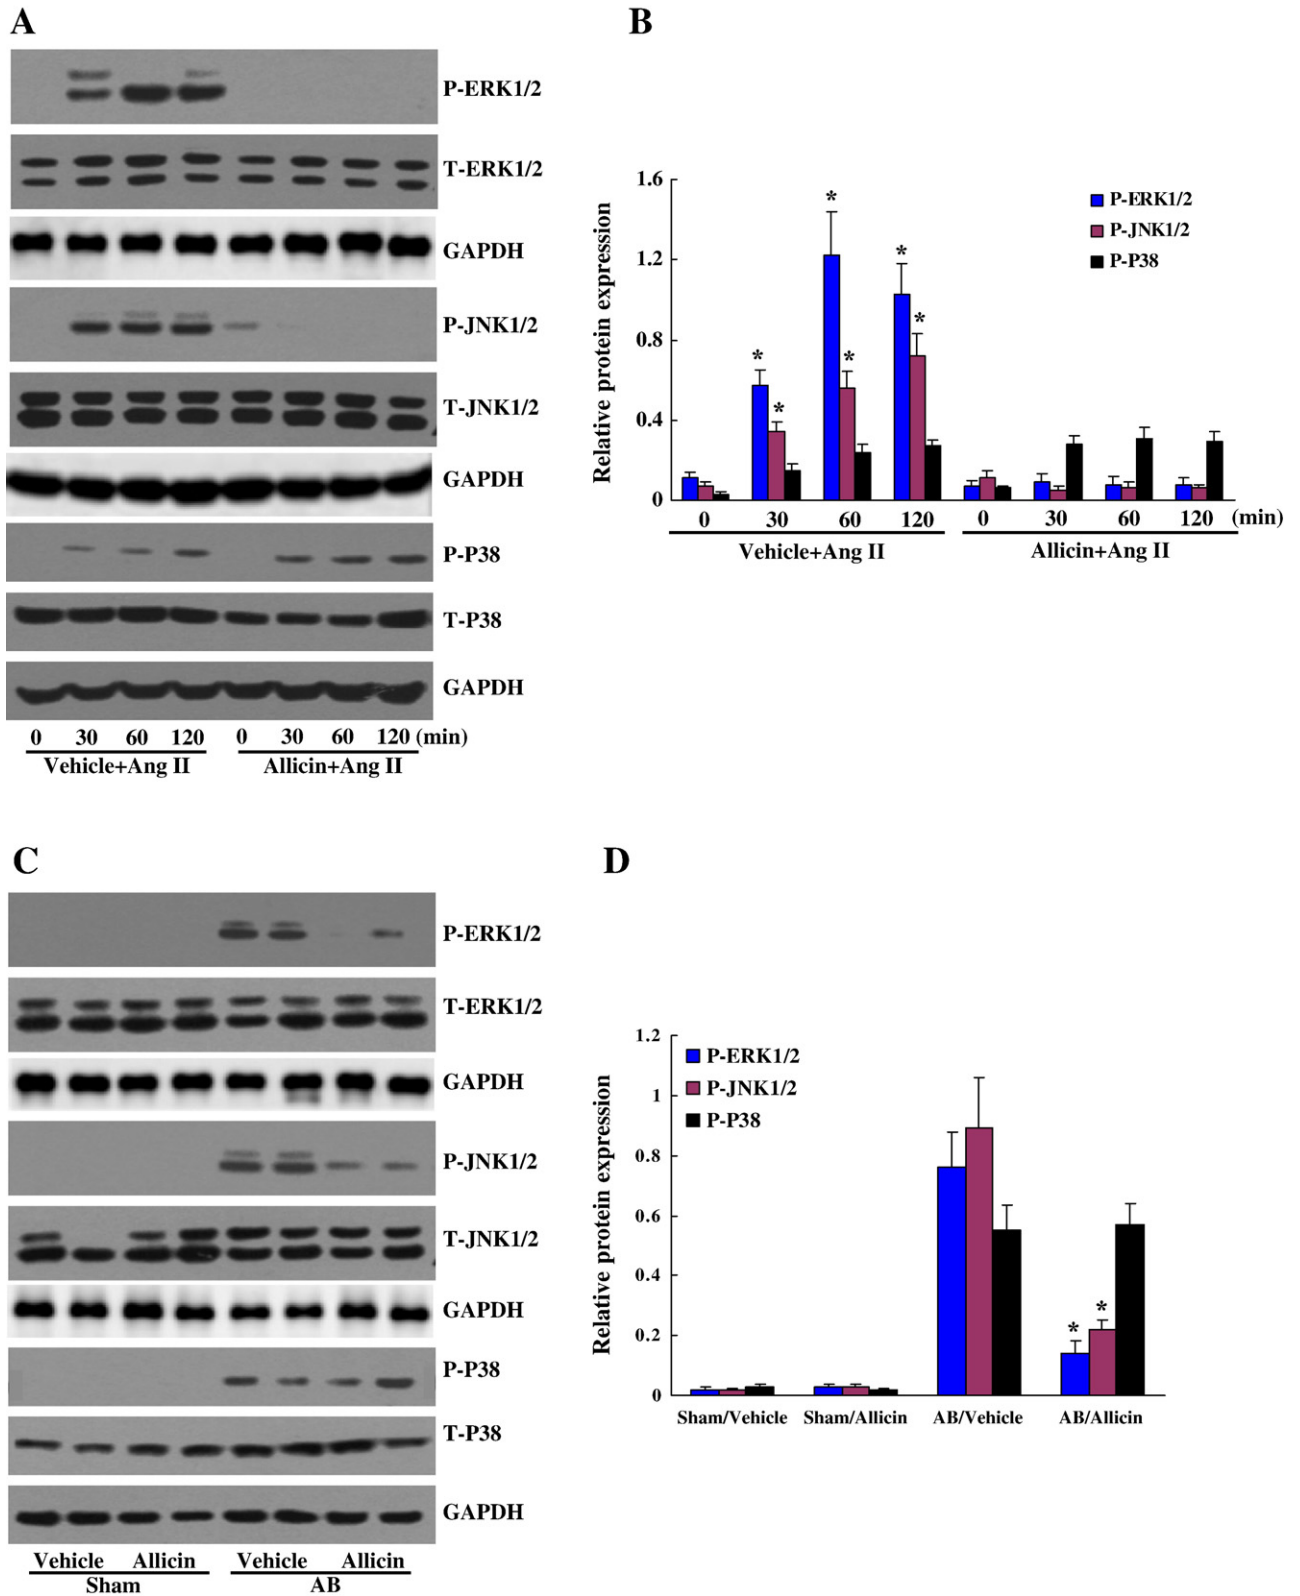 A
P-ERK1/2
T-ERK1/2
GAPDH
P-JNK1/2
T-JNK1/2
GAPDH
P-P38
T-P38
GAPDH
0 30 60 120 0 30 60 120 (min)
Vehicle+Ang II Allicin+Ang II
B
Relative protein expression
1.6
1.2
0.8
0.4
0
P-ERK1/2
P-JNK1/2
P-P38
* * * * * *
0 30 60 120 0 30 60 120 (min)
Vehicle+Ang II Allicin+Ang II
C
P-ERK1/2
T-ERK1/2
GAPDH
P-JNK1/2
T-JNK1/2
GAPDH
P-P38
T-P38
GAPDH
Vehicle Allicin Vehicle Allicin
Sham AB
D
Relative protein expression
1.2
1
0.8
0.6
0.4
0.2
0
P-ERK1/2
P-JNK1/2
P-P38
* *
Sham/Vehicle Sham/Allicin AB/Vehicle AB/Allicin